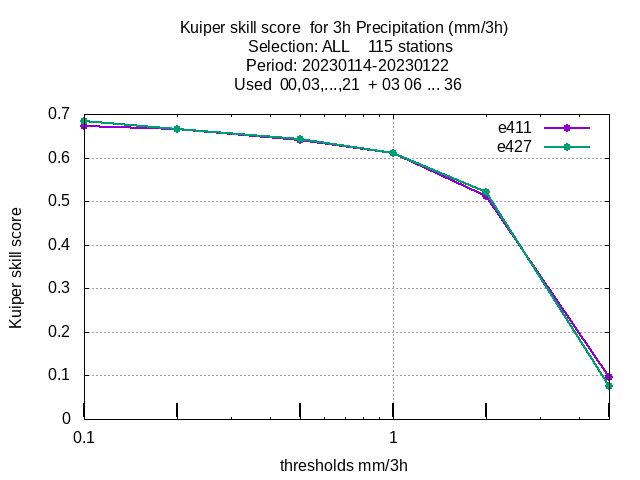 Kuiper skill score  for 3h Precipitation (mm/3h)
Selection: ALL    115 stations
Period: 20230114-20230122
Used  00,03,...,21  + 03 06 ... 36
e411
e427
0.7
0.6
0.5
0.4
0.3
0.2
0.1
0
Kuiper skill score
0.1
1
thresholds mm/3h